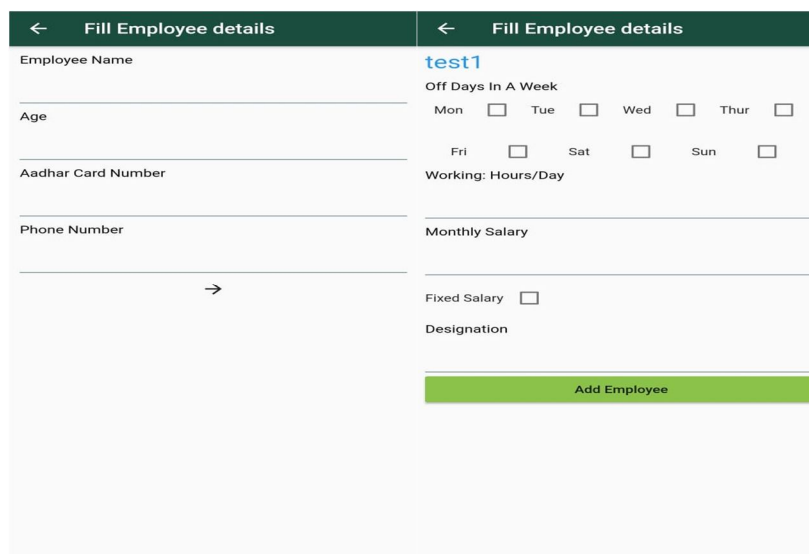 Fill Employee details
Employee Name
Age
Aadhar Card Number
Phone Number
Fill Employee details
test1
Off Days In A Week
Mon Tue Wed Thur
Fri Sat Sun
Working: Hours/Day
Monthly Salary
Fixed Salary
Designation
Add Employee